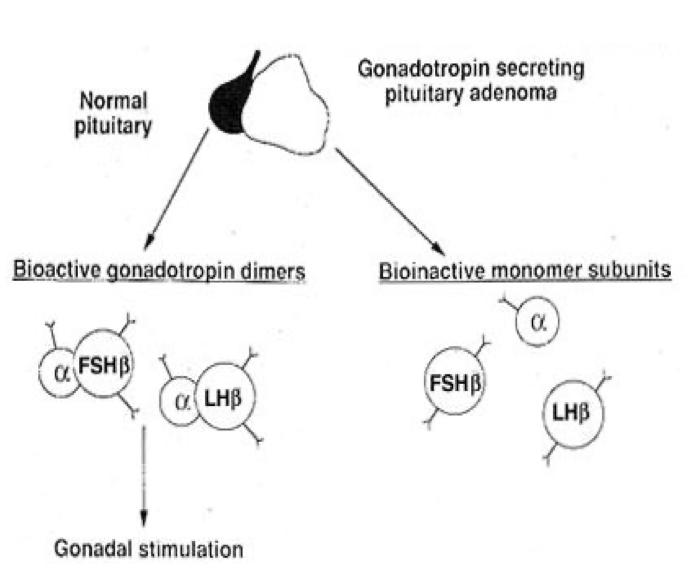 Gonadotropin secreting
pituitary adenoma
Normal
pituitary
Bioactive gonadotropin dimers
Bioinactive monomer subunits
α
α FSHβ
FSHβ
α LHβ
LHβ
Gonadal stimulation